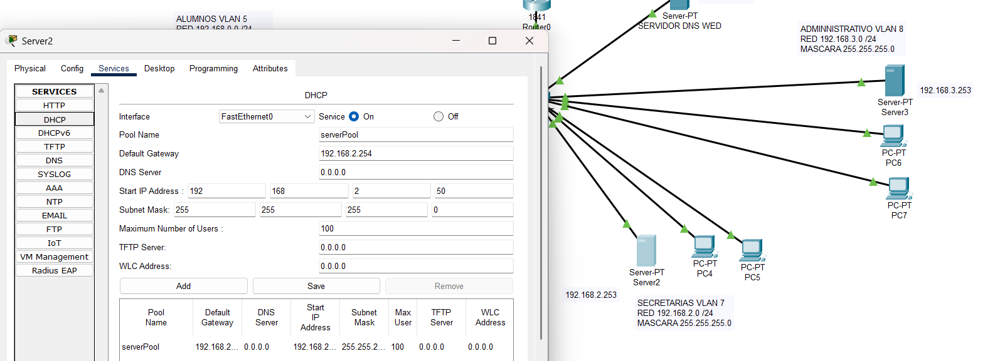 ALUMNOS VLAN 5
RED 192.168.0.0 /24
1841
Router0
Server-PT
SERVIDOR DNS WED
ADMINNISTRATIVO VLAN 8
RED 192.168.3.0 /24
MASCARA 255.255.255.0
Server2
Physical
Config
Services
Desktop
Programming
Attributes
SERVICES
HTTP
DHCP
DHCPv6
TFTP
DNS
SYSLOG
AAA
NTP
EMAIL
FTP
IoT
VM Management
Radius EAP
DHCP
Interface FastEthernet0 Service On Off
Pool Name serverPool
Default Gateway 192.168.2.254
DNS Server 0.0.0.0
Start IP Address : 192 168 2 50
Subnet Mask: 255 255 255 0
Maximum Number of Users : 100
TFTP Server: 0.0.0.0
WLC Address: 0.0.0.0
Add Save Remove
Pool Name
Default Gateway
DNS Server
Start IP Address
Subnet Mask
Max User
TFTP Server
WLC Address
serverPool 192.168.2... 0.0.0.0 192.168.2... 255.255.2... 100 0.0.0.0 0.0.0.0
Server-PT
Server3
192.168.3.253
PC-PT
PC6
PC-PT
PC7
Server-PT
Server2
PC-PT
PC4
PC-PT
PC5
192.168.2.253
SECRETARIAS VLAN 7
RED 192.168.2.0 /24
MASCARA 255.255.255.0